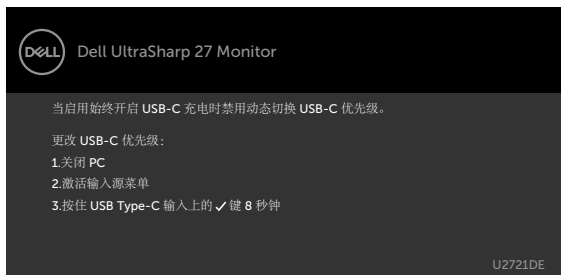 DELL Dell UltraSharp 27 Monitor
当启用始终开启 USB-C 充电时禁用动态切换 USB-C 优先级。
更改 USB-C 优先级:
1.关闭 PC
2.激活输入源菜单
3.按住 USB Type-C 输入上的 ✓ 键 8 秒钟
U2721DE